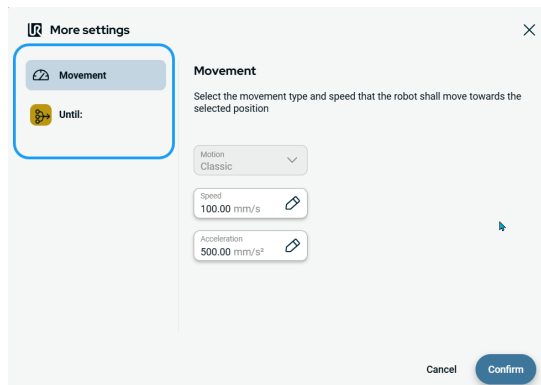 UR More settings
Movement
Until:
Movement
Select the movement type and speed that the robot shall move towards the
selected position
Motion
Classic
Speed
100.00 mm/s
Acceleration
500.00 mm/s²
Cancel
Confirm